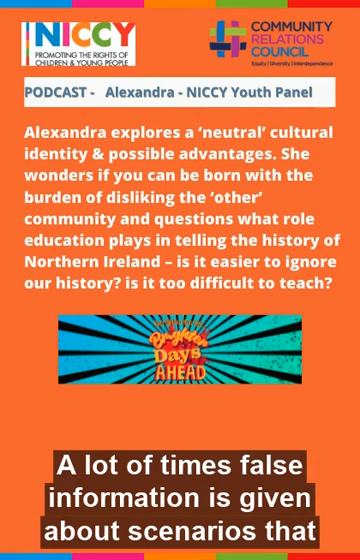 NICCY
PROMOTING THE RIGHTS OF
CHILDREN & YOUNG PEOPLE
COMMUNITY
RELATIONS
COUNCIL
Equity | Diversity | Interdependence
PODCAST - Alexandra - NICCY Youth Panel
Alexandra explores a ‘neutral’ cultural
identity & possible advantages. She
wonders if you can be born with the
burden of disliking the ‘other’
community and questions what role
education plays in telling the history of
Northern Ireland – is it easier to ignore
our history? is it too difficult to teach?
Brighter
Days
AHEAD
A lot of times false
information is given
about scenarios that